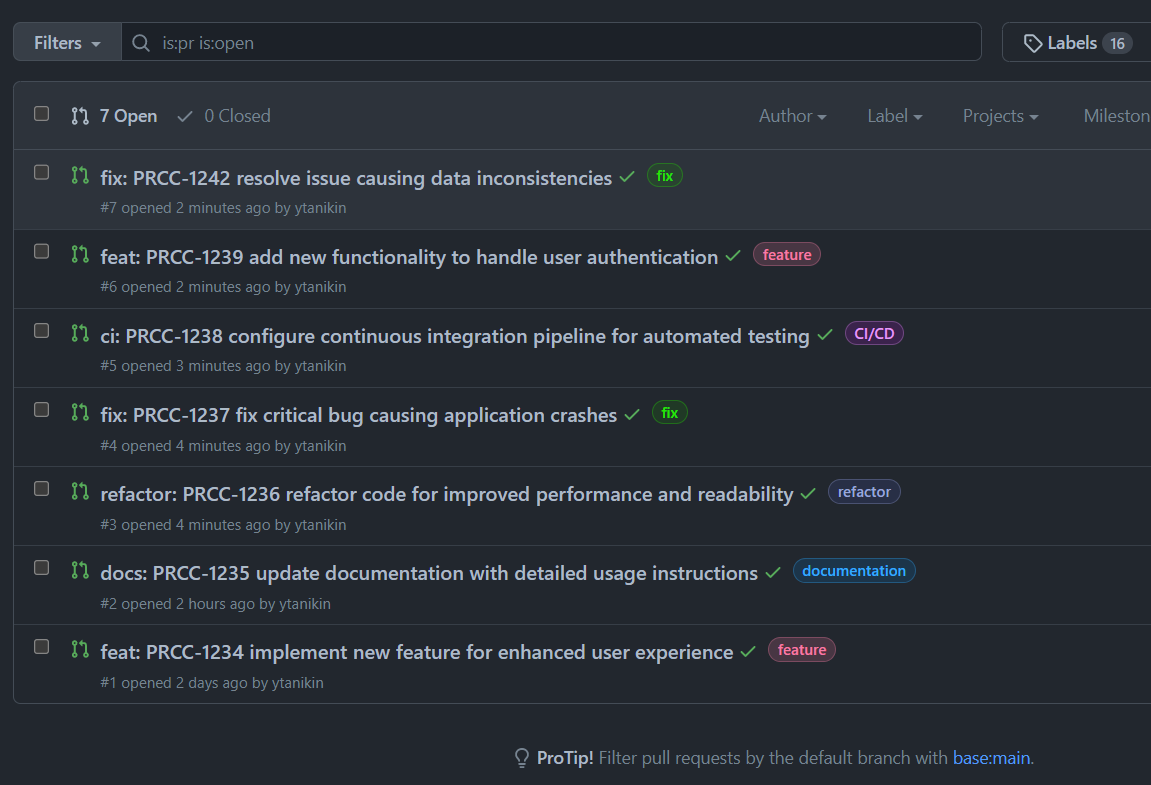 Filters is:pr is:open Labels 16
7 Open 0 Closed Author Label Projects Mileston
fix: PRCC-1242 resolve issue causing data inconsistencies fix
#7 opened 2 minutes ago by ytanikin
feat: PRCC-1239 add new functionality to handle user authentication feature
#6 opened 2 minutes ago by ytanikin
ci: PRCC-1238 configure continuous integration pipeline for automated testing CI/CD
#5 opened 3 minutes ago by ytanikin
fix: PRCC-1237 fix critical bug causing application crashes fix
#4 opened 4 minutes ago by ytanikin
refactor: PRCC-1236 refactor code for improved performance and readability refactor
#3 opened 4 minutes ago by ytanikin
docs: PRCC-1235 update documentation with detailed usage instructions documentation
#2 opened 2 hours ago by ytanikin
feat: PRCC-1234 implement new feature for enhanced user experience feature
#1 opened 2 days ago by ytanikin
ProTip! Filter pull requests by the default branch with base:main.